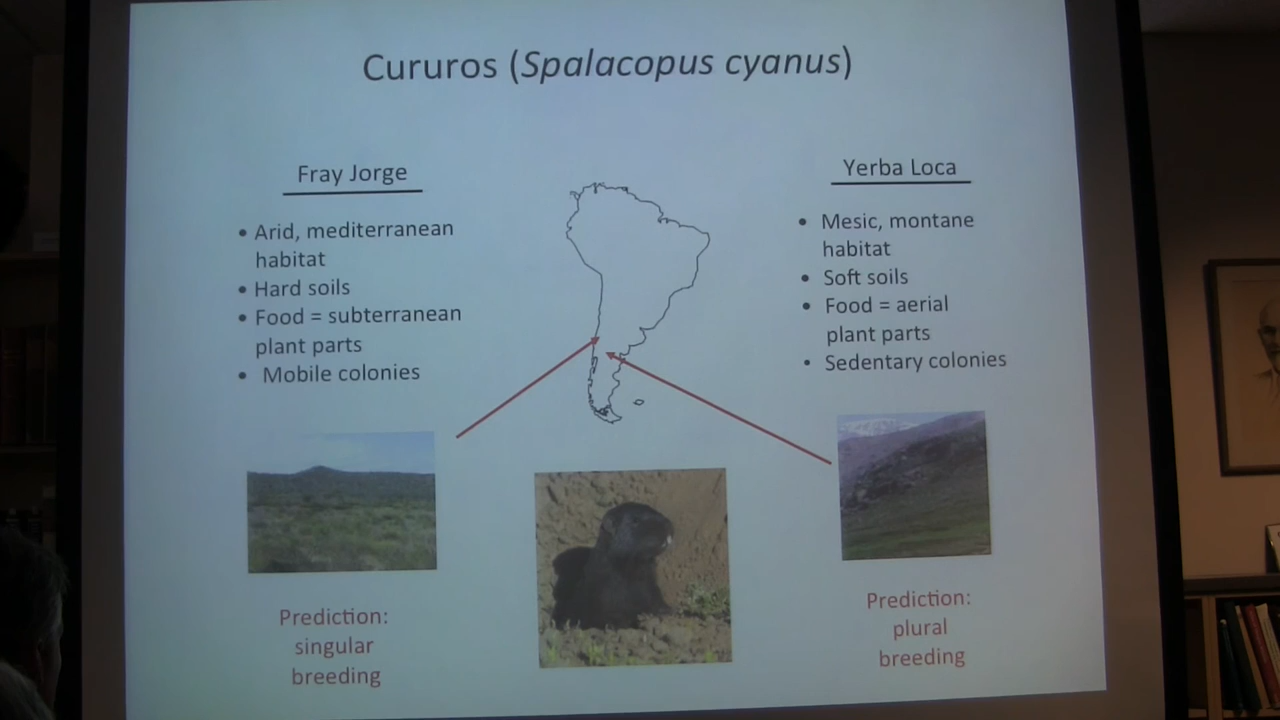 Cururos (Spalacopus cyanus)
Fray Jorge
• Arid, mediterranean
habitat
• Hard soils
• Food = subterranean
plant parts
• Mobile colonies
Prediction:
singular
breeding
Yerba Loca
• Mesic, montane
habitat
• Soft soils
• Food = aerial
plant parts
• Sedentary colonies
Prediction:
plural
breeding